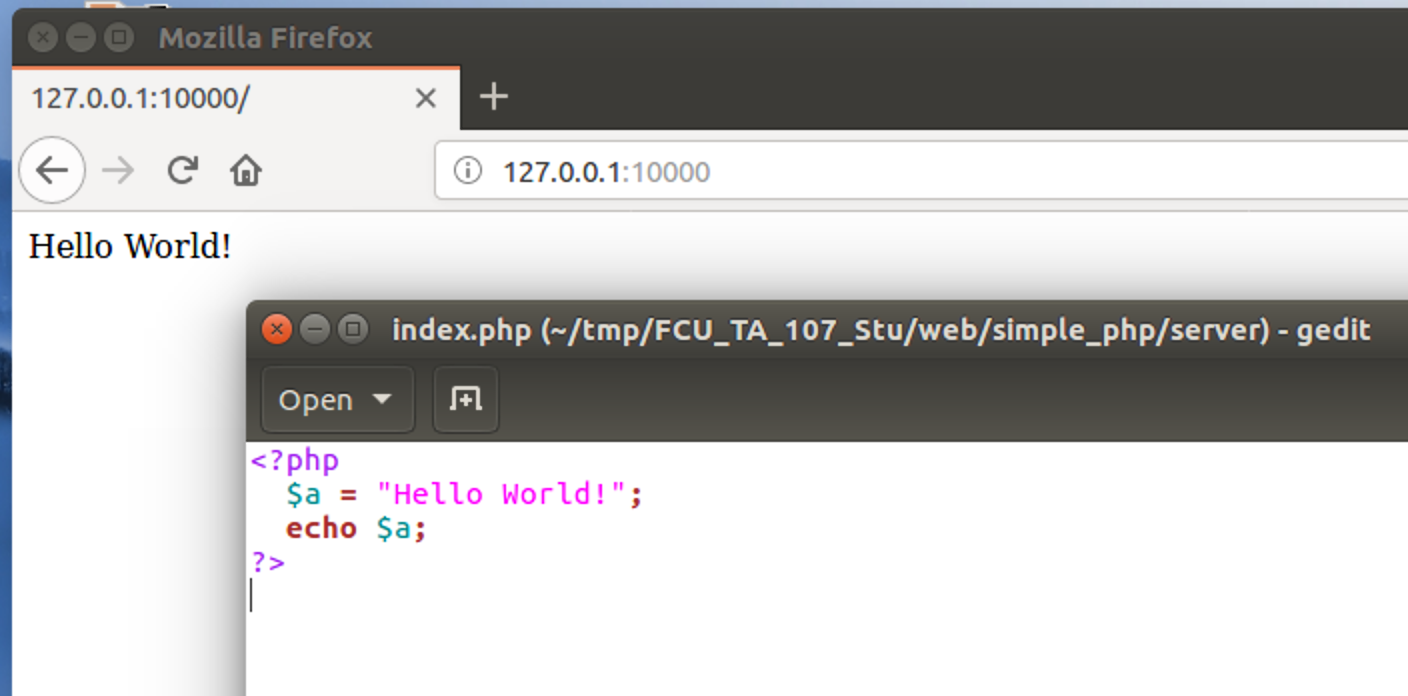 Mozilla Firefox
127.0.0.1:10000/
127.0.0.1:10000
Hello World!
index.php (~/tmp/FCU_TA_107_Stu/web/simple_php/server) - gedit
Open
<?php
  $a = "Hello World!";
  echo $a;
?>